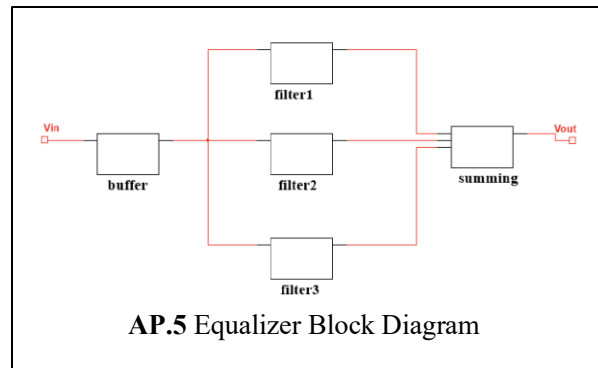 filter1
Vin
Vout
buffer
filter2
summing
filter3
AP.5 Equalizer Block Diagram